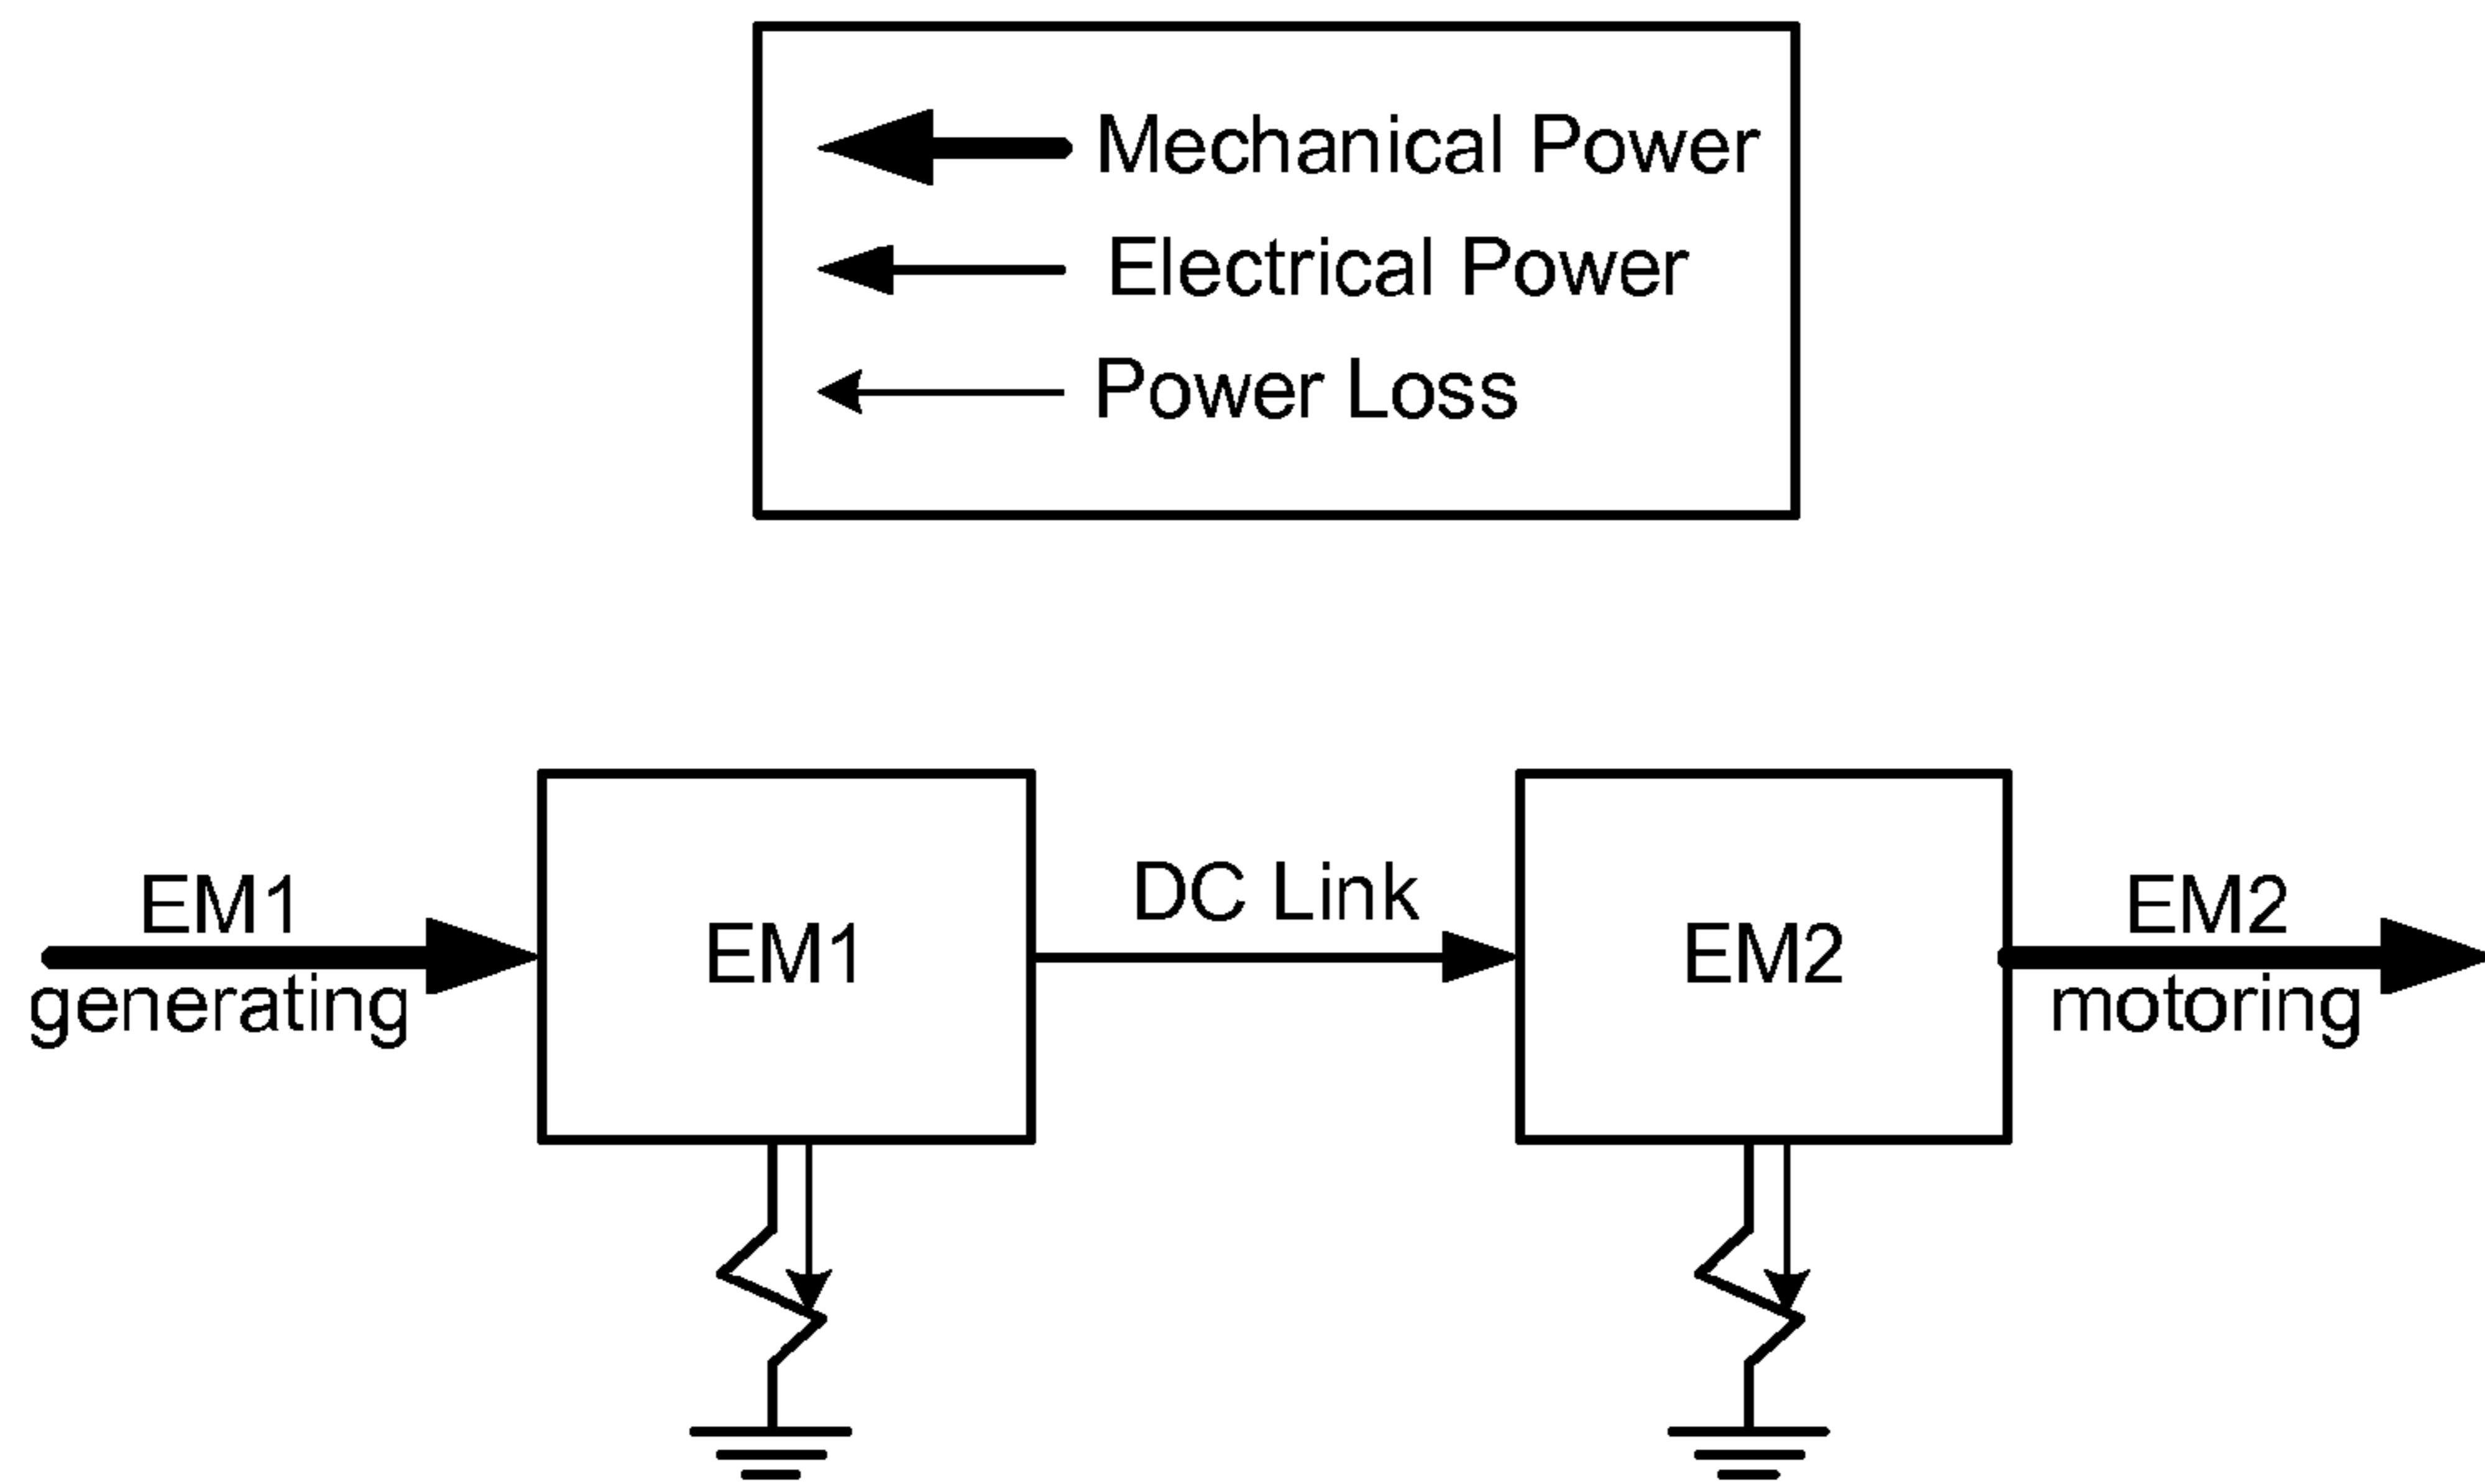 Mechanical Power
Electrical Power
Power Loss
EM1
generating
EM1
DC Link
EM2
EM2
motoring